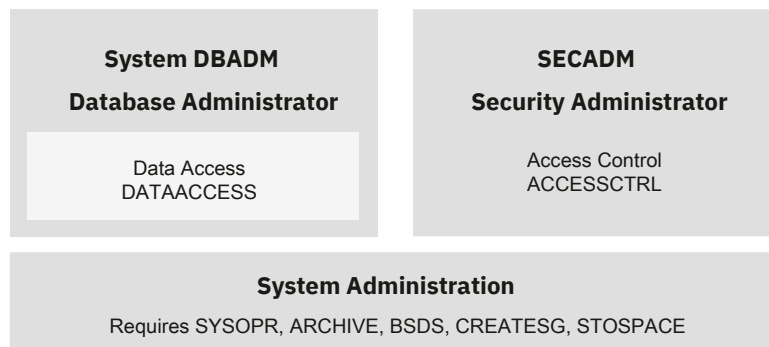 System DBADM
Database Administrator
Data Access
DATAACCESS
SECADM
Security Administrator
Access Control
ACCESSCTRL
System Administration
Requires SYSOPR, ARCHIVE, BSDS, CREATESG, STOSPACE